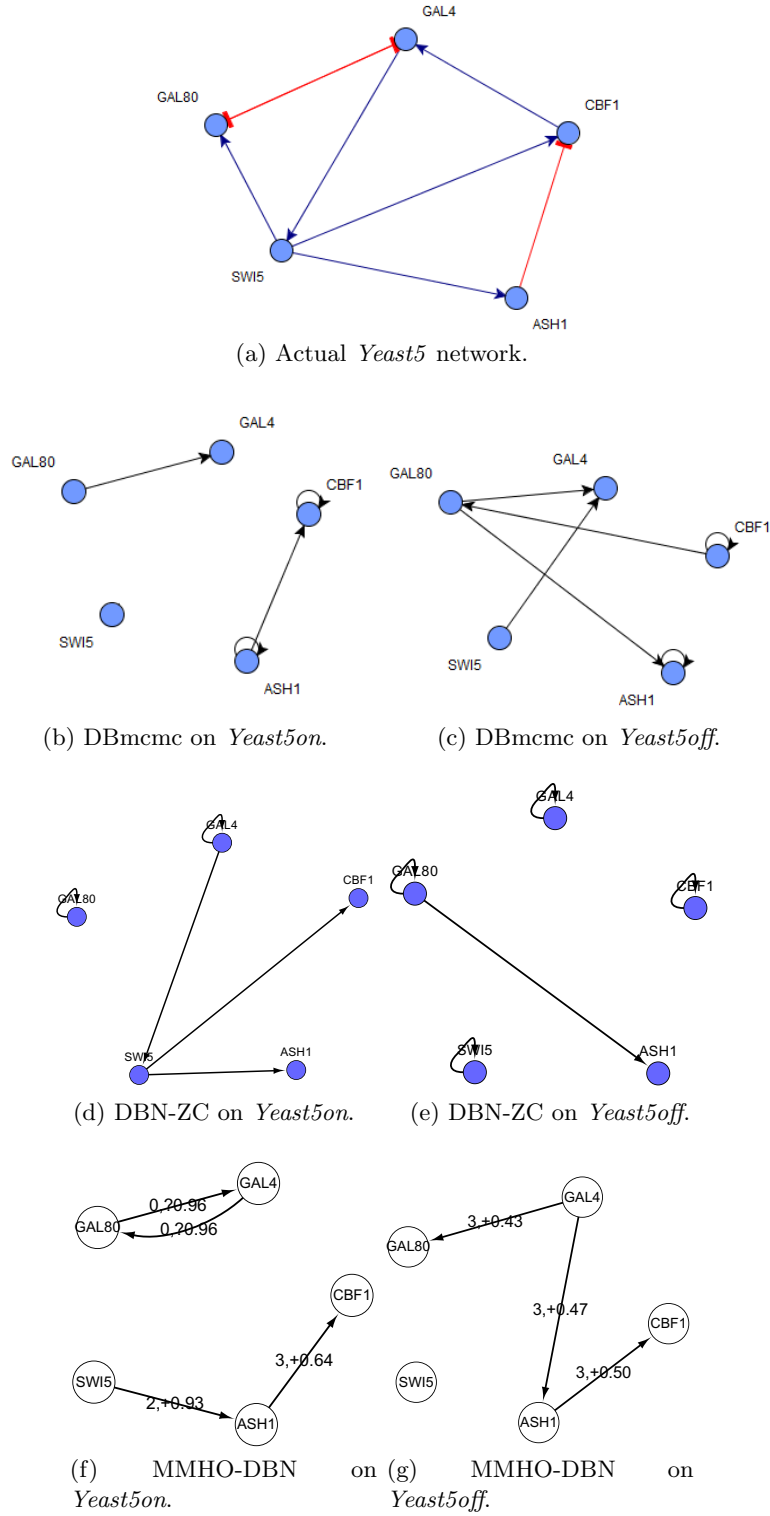 GAL4
GAL80
CBF1
SWI5
ASH1
(a) Actual Yeast5 network.
GAL4
GAL80
CBF1
SWI5
ASH1
GAL4
GAL80
CBF1
SWI5
ASH1
(b) DBmcmc on Yeast5on.
(c) DBmcmc on Yeast5off.
GAL4
GAL80
CBF1
SWI5
ASH1
GAL4
GAL80
CBF1
SWI5
ASH1
(d) DBN-ZC on Yeast5on.
(e) DBN-ZC on Yeast5off.
GAL4
0,?0.96
GAL80
0,?0.96
CBF1
3,+0.64
SWI5
2,+0.93
ASH1
GAL4
3,+0.43
GAL80
3,+0.47
CBF1
3,+0.50
SWI5
ASH1
(f) MMHO-DBN on
Yeast5on.
(g) MMHO-DBN on
Yeast5off.